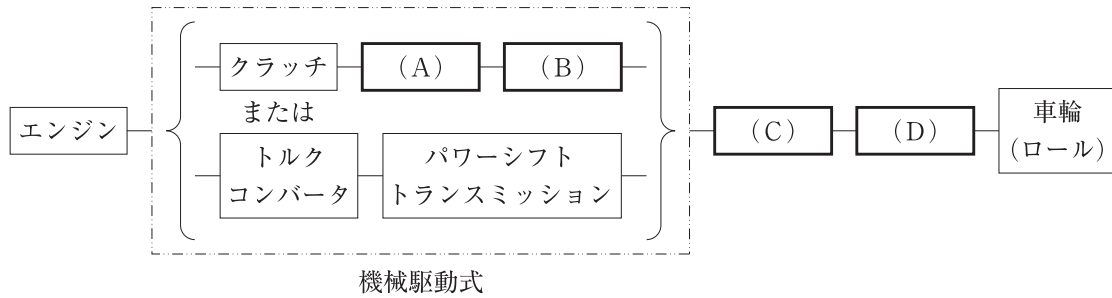 エンジン
クラッチ
(A)
(B)
または
トルク
コンバータ
パワーシフト
トランスミッション
(C)
(D)
車輪
(ロール)
機械駆動式